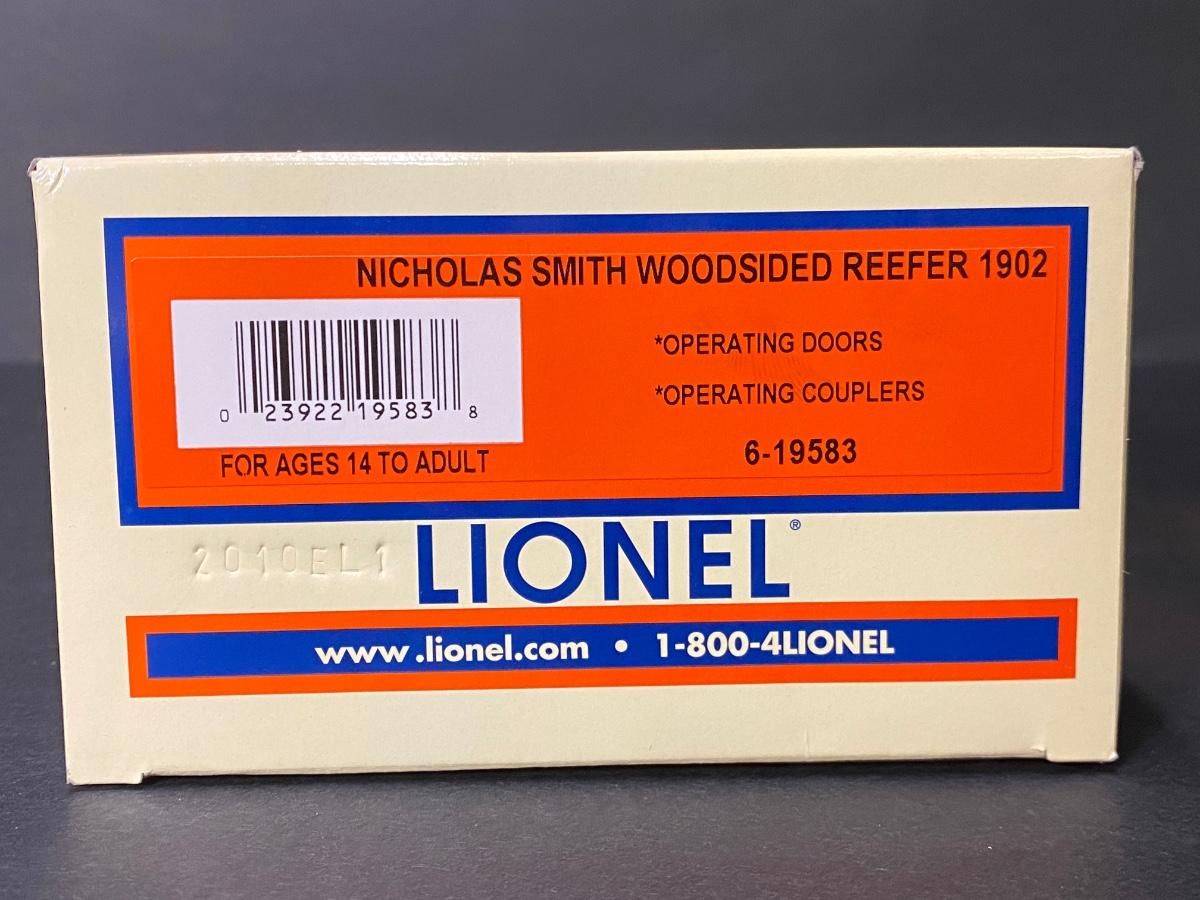 NICHOLAS SMITH WOODSIDED REEFER 1902
*OPERATING DOORS
*OPERATING COUPLERS
0 23922 19583 8
FOR AGES 14 TO ADULT
6-19583
2010EL1
LIONEL®
www.lionel.com • 1-800-4LIONEL